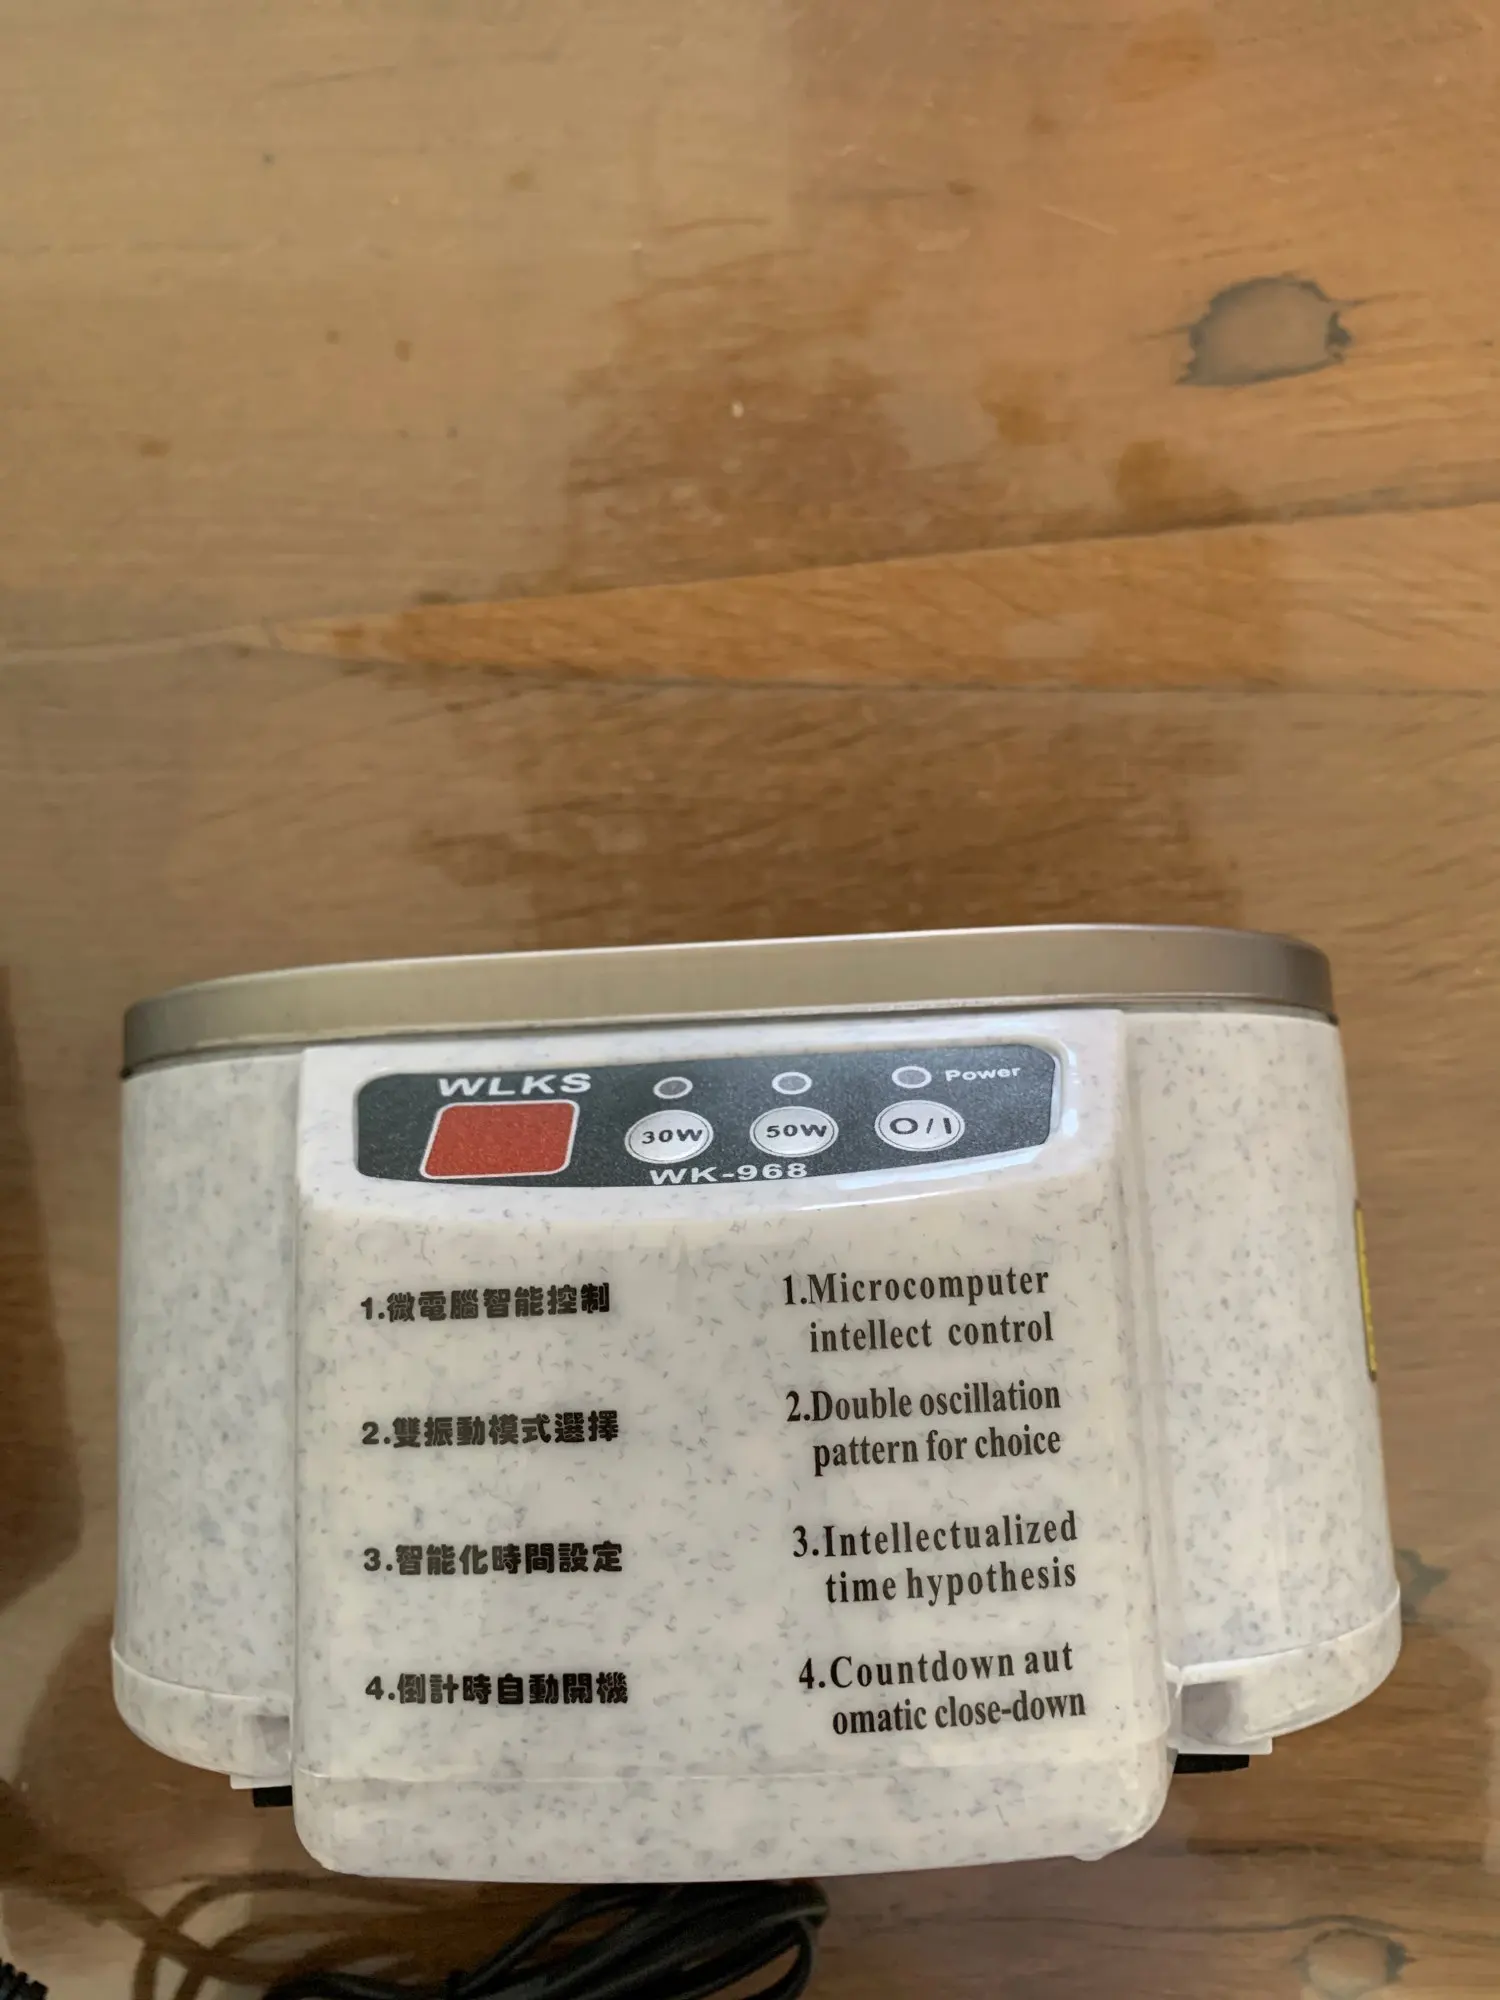 WLKS
Power
30W
50W
O/I
WK-968
1.微電腦智能控制
2.雙振動模式選擇
3.智能化時間設定
4.倒計時自動開機
1.Microcomputer
intellect control
2.Double oscillation
pattern for choice
3.Intellectualized
time hypothesis
4.Countdown aut
omatic close-down